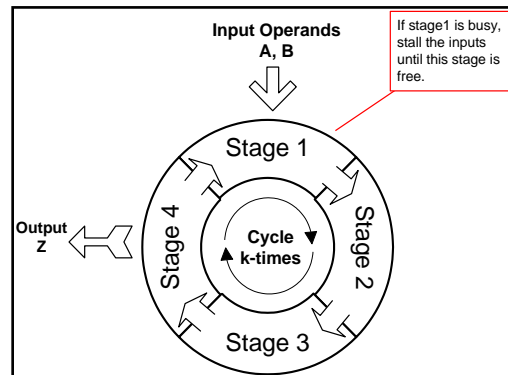 Input Operands
A, B
If stage1 is busy,
stall the inputs
until this stage is
free.
Stage 1
Stage 4
Output
Z
Cycle
k-times
Stage 2
Stage 3